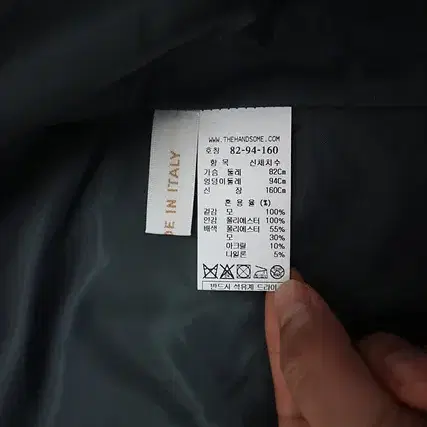 DE IN ITALY
WWW.THEHANDSOME.COM
호칭 82-94-160
항 목 신체치수
가슴 둘레 82Cm
엉덩이둘레 94Cm
신 장 160Cm
혼 용 율 (%)
겉감 모 100%
안감 폴리에스터 100%
배색 폴리에스터 55%
모 30%
아크릴 10%
나일론 5%
반드시 석유계 드라이